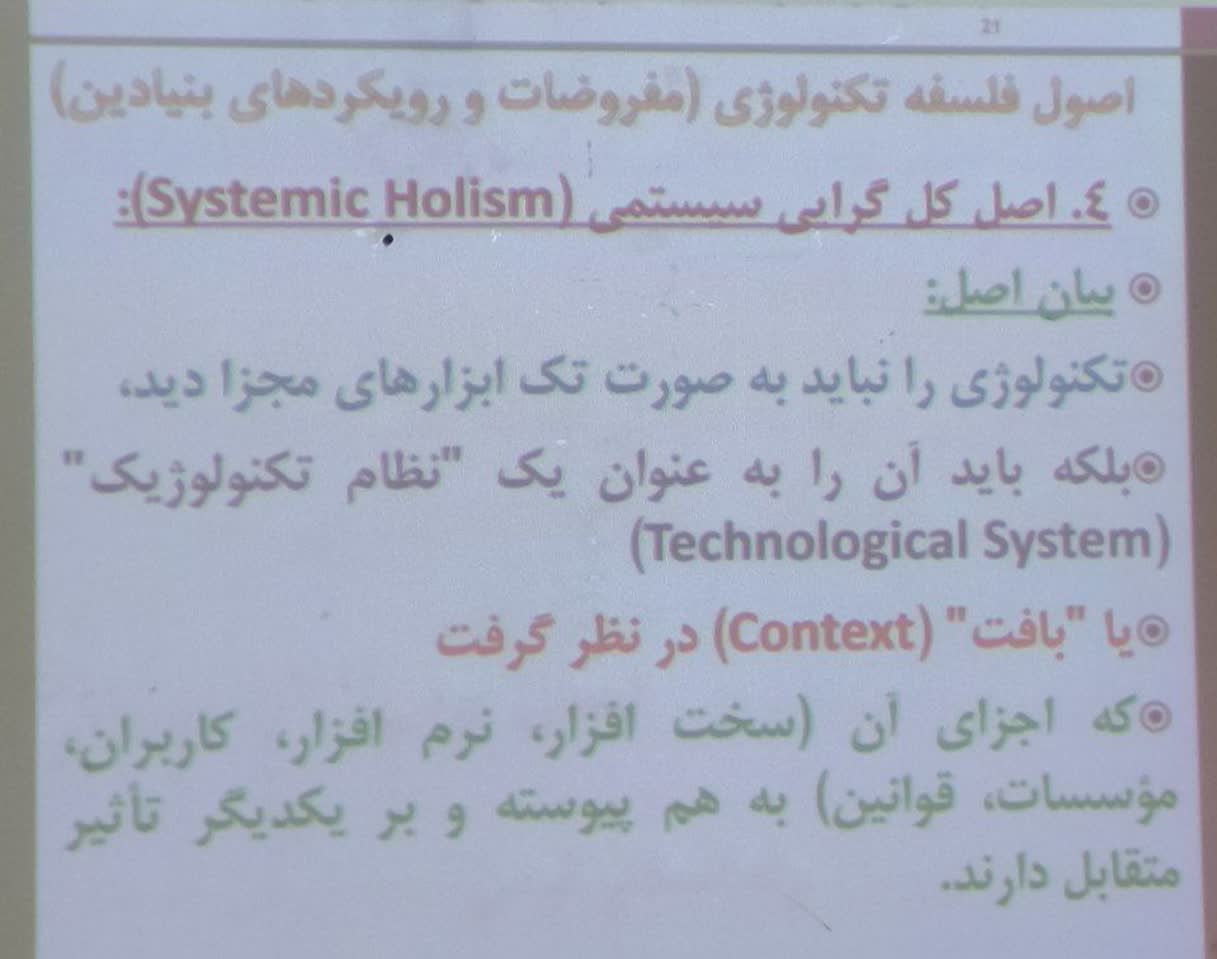 21
اصول فلسفه تکنولوژی (مفروضات و رویکردهای بنیادین)
٤. اصل کل گرایی سیستمی (Systemic Holism):
بیان اصل:
تکنولوژی را نباید به صورت تک ابزارهای مجزا دید،
بلکه باید آن را به عنوان یک "نظام تکنولوژیک"
(Technological System)
یا "بافت" (Context) در نظر گرفت
که اجزای آن (سخت افزار، نرم افزار، کاربران،
مؤسسات، قوانین) به هم پیوسته و بر یکدیگر تأثیر
متقابل دارند.